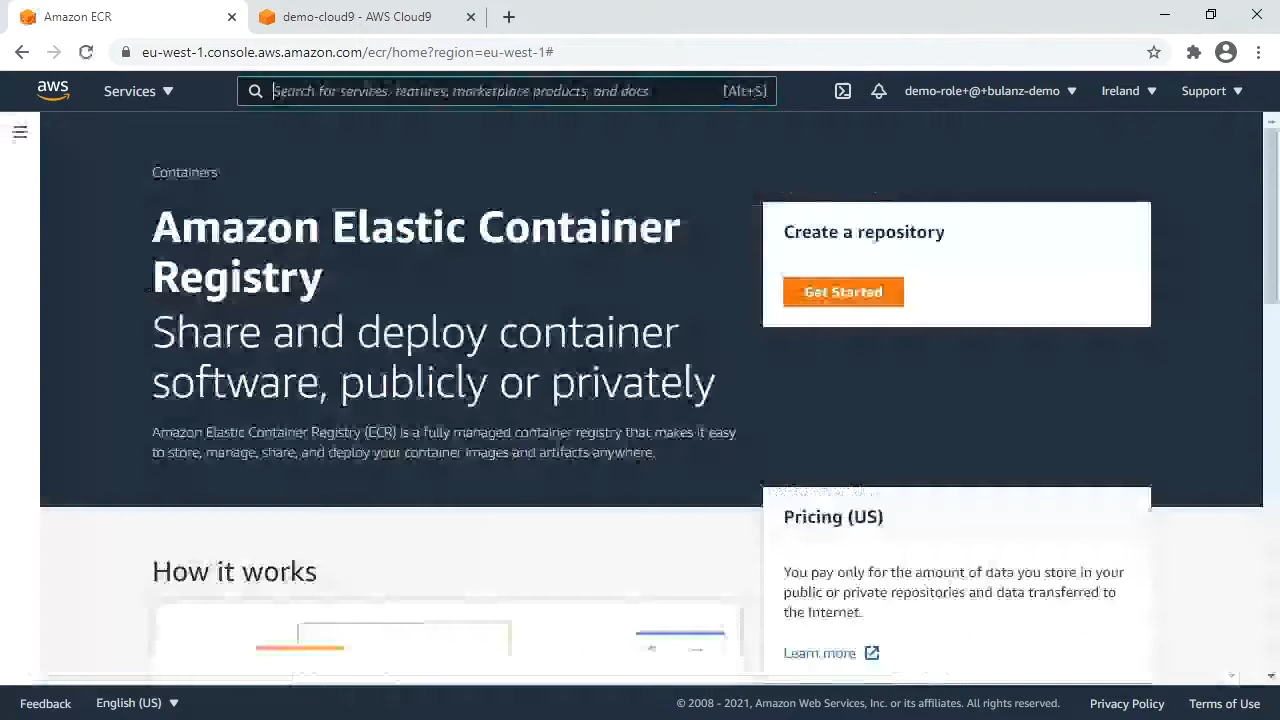 Amazon ECR
demo-cloud9 - AWS Cloud9
eu-west-1.console.aws.amazon.com/ecr/home?region=eu-west-1#
aws
Services
Search for services, features, marketplace products, and docs
[Alt+S]
demo-role+@+bulanz-demo
Ireland
Support
Containers
Amazon Elastic Container
Registry
Share and deploy container
software, publicly or privately
Amazon Elastic Container Registry (ECR) is a fully managed container registry that makes it easy
to store, manage, share, and deploy your container images and artifacts anywhere.
Create a repository
Get Started
Pricing (US)
You pay only for the amount of data you store in your
public or private repositories and data transferred to
the Internet.
Learn more
How it works
Feedback
English (US)
© 2008 - 2021, Amazon Web Services, Inc. or its affiliates. All rights reserved.
Privacy Policy
Terms of Use